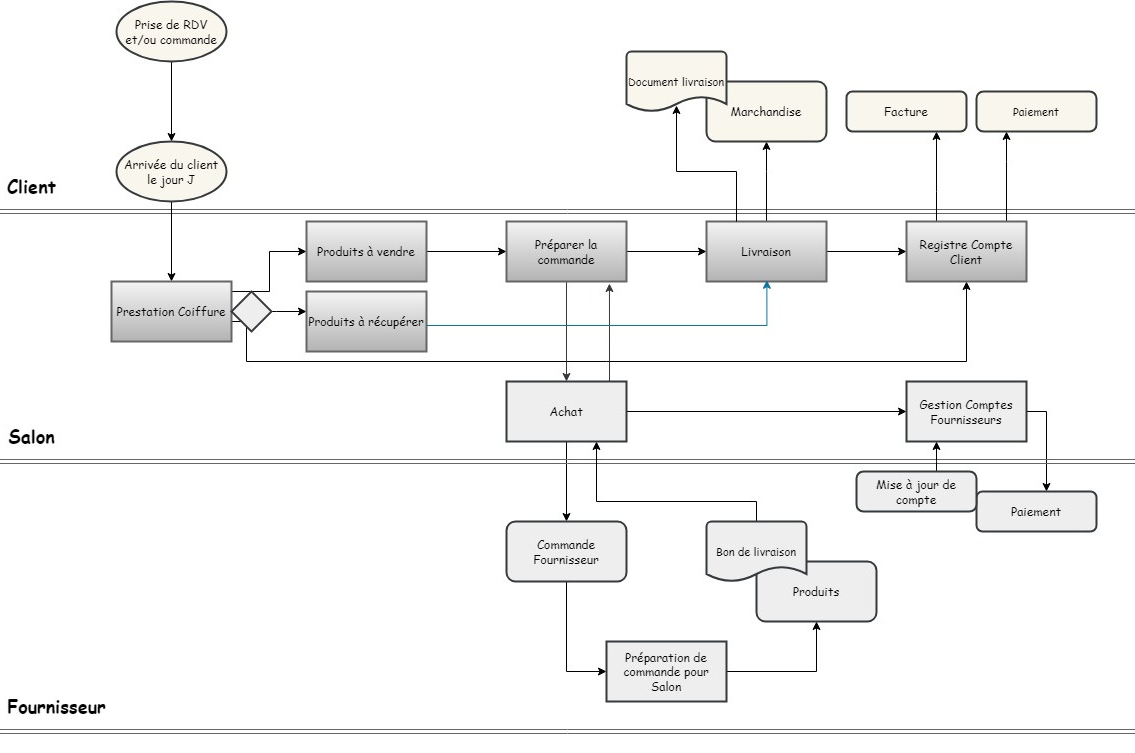 Prise de RDV
et/ou commande
Document livraison
Marchandise
Facture
Paiement
Arrivée du client
le jour J
Client
Produits à vendre
Préparer la
commande
Livraison
Registre Compte
Client
Prestation Coiffure
Produits à récupérer
Achat
Gestion Comptes
Fournisseurs
Salon
Mise à jour de
compte
Paiement
Commande
Fournisseur
Bon de livraison
Produits
Préparation de
commande pour
Salon
Fournisseur